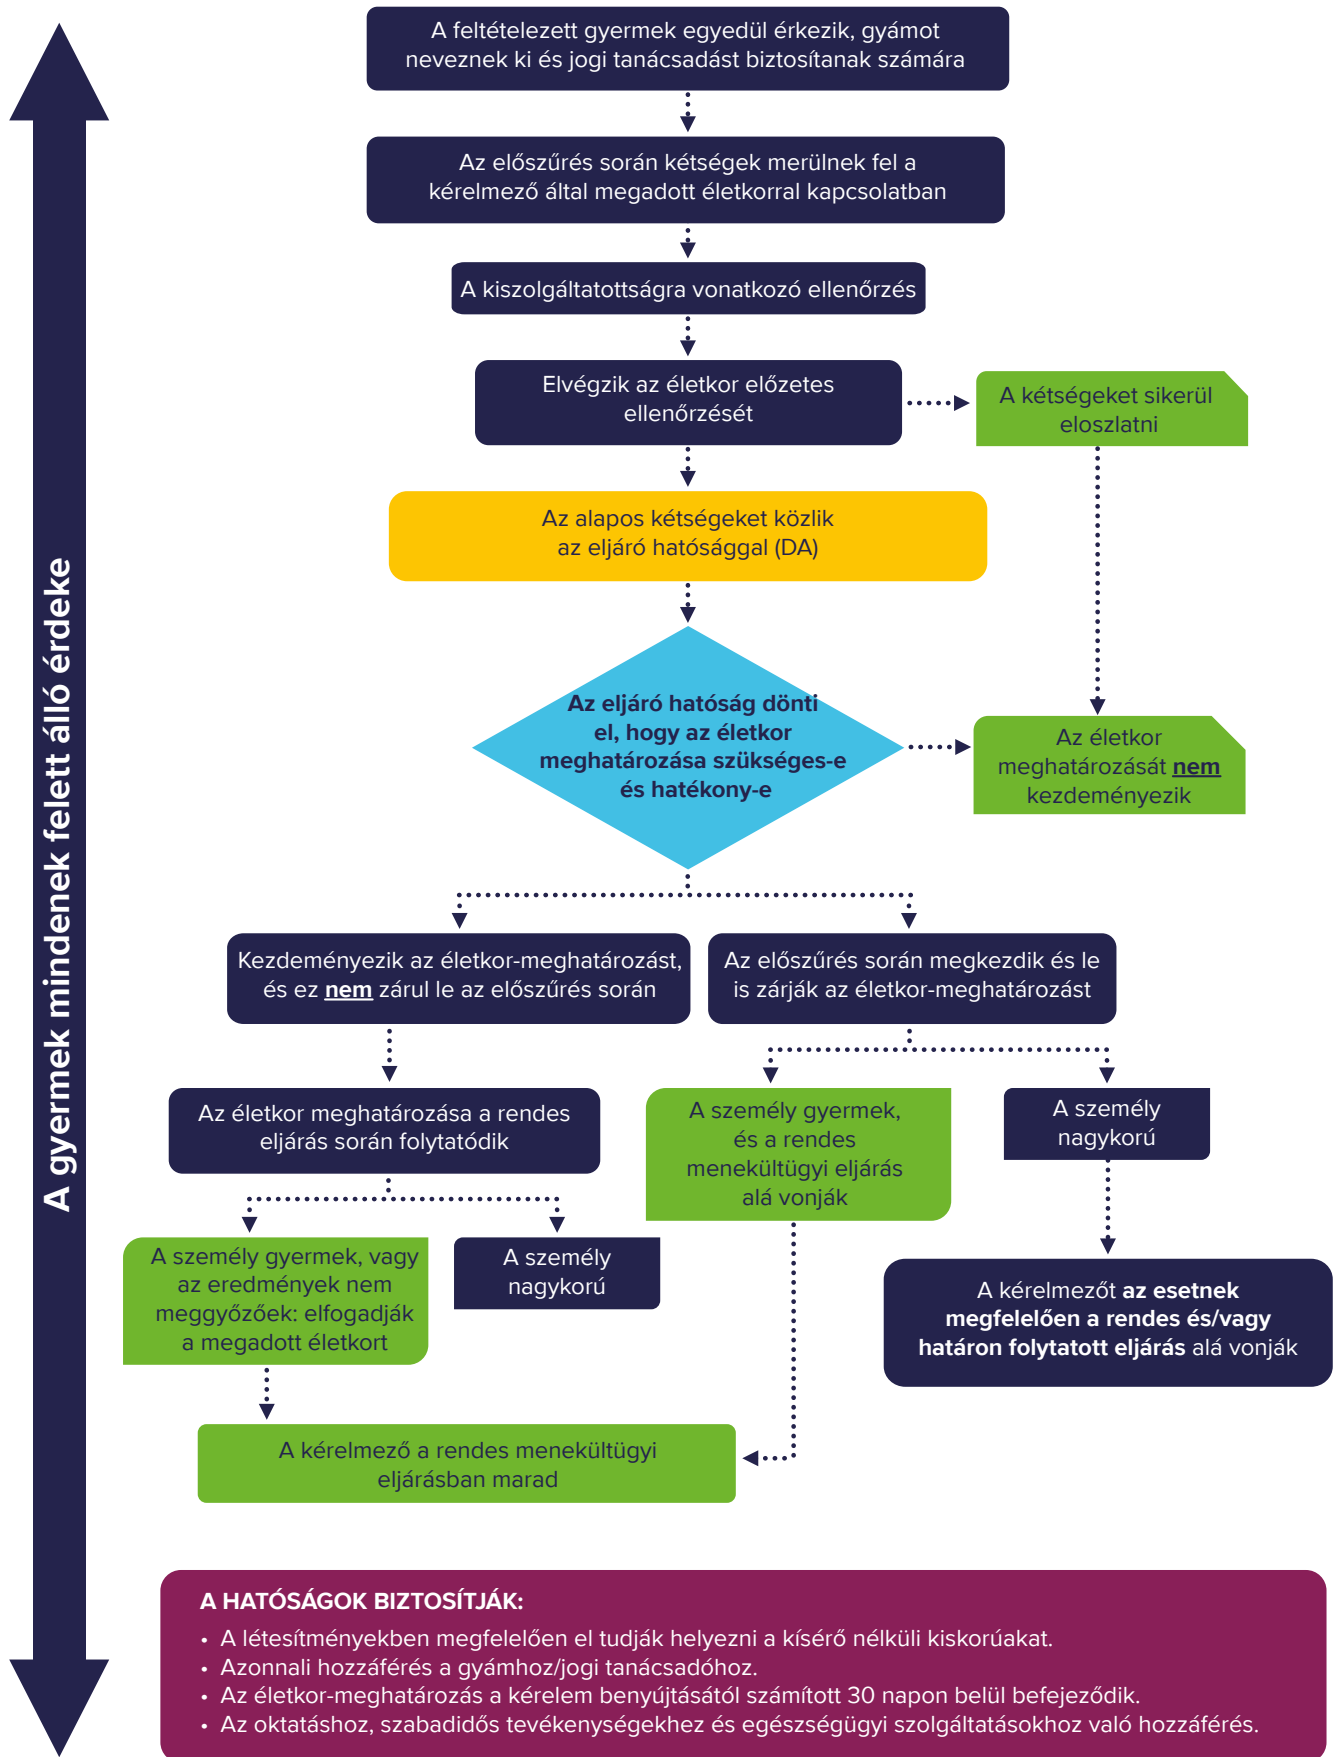 A gyermek mindenek felett álló érdeke
A feltételezett gyermek egyedül érkezik, gyámot
neveznek ki és jogi tanácsadást biztosítanak számára
Az előszűrés során kétségek merülnek fel a
kérelmező által megadott életkorral kapcsolatban
A kiszolgáltatottságra vonatkozó ellenőrzés
Elvégzik az életkor előzetes
ellenőrzését
A kétségeket sikerül
eloszlatni
Az alapos kétségeket közlik
az eljáró hatósággal (DA)
Az eljáró hatóság dönti
el, hogy az életkor
meghatározása szükséges-e
és hatékony-e
Az életkor
meghatározását nem
kezdeményezik
Kezdeményezik az életkor-meghatározást,
és ez nem zárul le az előszűrés során
Az előszűrés során megkezdik és le
is zárják az életkor-meghatározást
Az életkor meghatározása a rendes
eljárás során folytatódik
A személy gyermek,
és a rendes
menekültügyi eljárás
alá vonják
A személy
nagykorú
A személy gyermek, vagy
az eredmények nem
meggyőzőek: elfogadják
a megadott életkort
A személy
nagykorú
A kérelmezőt az esetnek
megfelelően a rendes és/vagy
határon folytatott eljárás alá vonják
A kérelmező a rendes menekültügyi
eljárásban marad
A HATÓSÁGOK BIZTOSÍTJÁK:
• A létesítményekben megfelelően el tudják helyezni a kísérő nélküli kiskorúakat.
• Azonnali hozzáférés a gyámhoz/jogi tanácsadóhoz.
• Az életkor-meghatározás a kérelem benyújtásától számított 30 napon belül befejeződik.
• Az oktatáshoz, szabadidős tevékenységekhez és egészségügyi szolgáltatásokhoz való hozzáférés.